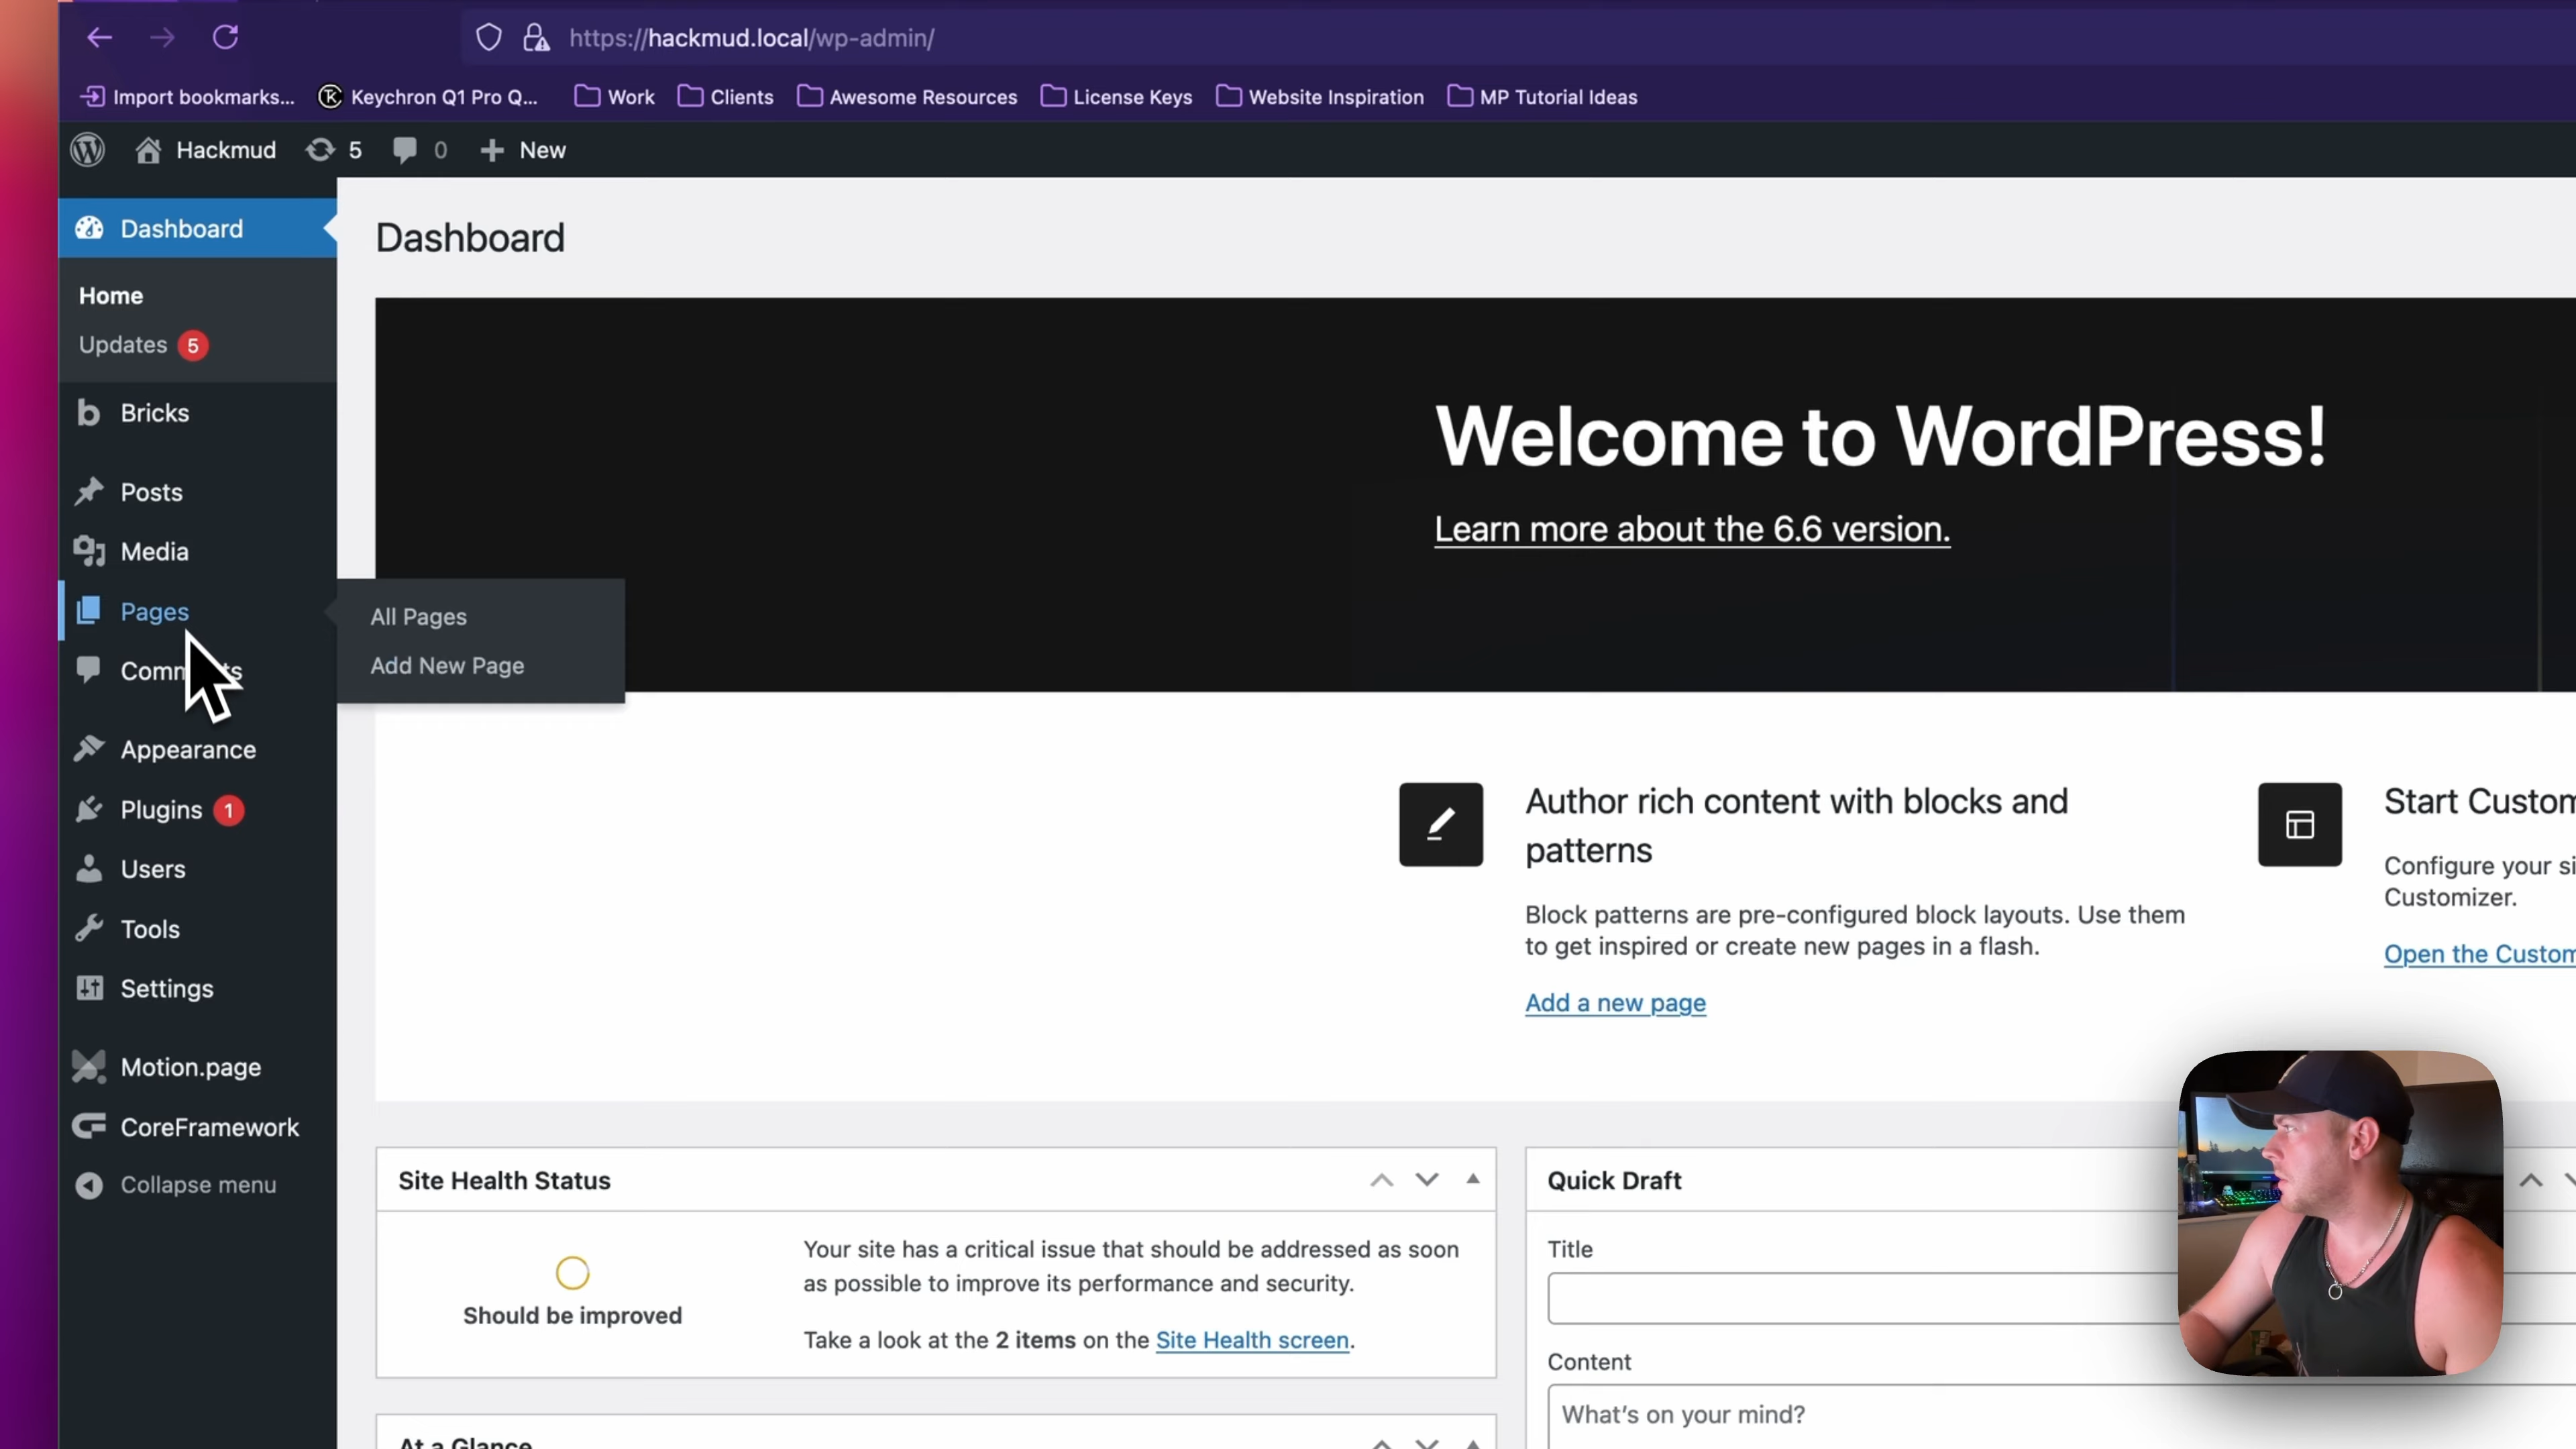 https://hackmud.local/wp-admin/
Import bookmarks... Keychron Q1 Pro Q... Work Clients Awesome Resources License Keys Website Inspiration MP Tutorial Ideas
Hackmud 5 0 New
Dashboard
Home
Updates 5
Bricks
Posts
Media
Pages
Appearance
Plugins 1
Users
Tools
Settings
Motion.page
CoreFramework
Collapse menu
All Pages
Add New Page
Dashboard
Welcome to WordPress!
Learn more about the 6.6 version.
Author rich content with blocks and
patterns
Block patterns are pre-configured block layouts. Use them
to get inspired or create new pages in a flash.
Add a new page
Start Custom
Configure your si
Customizer.
Open the Custom
Site Health Status
Should be improved
Your site has a critical issue that should be addressed as soon
as possible to improve its performance and security.
Take a look at the 2 items on the Site Health screen.
Quick Draft
Title
Content
What's on your mind?
At a Glance